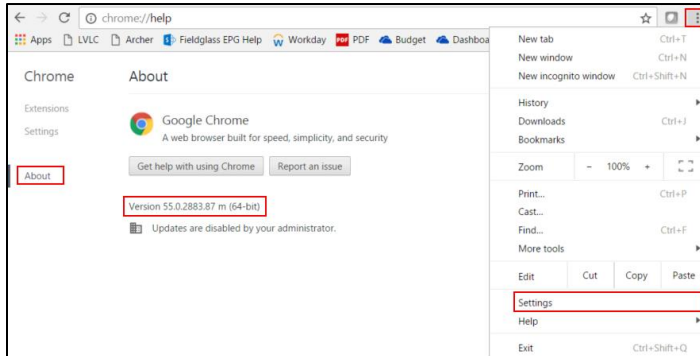 chrome://help
Apps LVLC Archer Fieldglass EPG Help Workday PDF PDF Budget Dashboa
Chrome
Extensions
Settings
About
About
Google Chrome
A web browser built for speed, simplicity, and security
Get help with using Chrome Report an issue
Version 55.0.2883.87 m (64-bit)
Updates are disabled by your administrator.
New tab Ctrl+T
New window Ctrl+N
New incognito window Ctrl+Shift+N
History
Downloads Ctrl+J
Bookmarks
Zoom - 100% +
Print... Ctrl+P
Cast...
Find... Ctrl+F
More tools
Edit Cut Copy Paste
Settings
Help
Exit Ctrl+Shift+Q